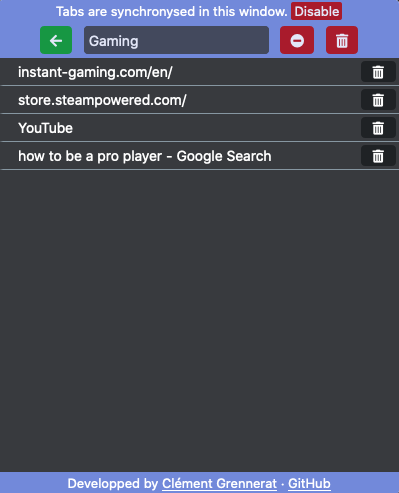 Tabs are synchronysed in this window. Disable
Gaming
instant-gaming.com/en/
store.steampowered.com/
YouTube
how to be a pro player - Google Search
Developped by Clément Grennerat · GitHub